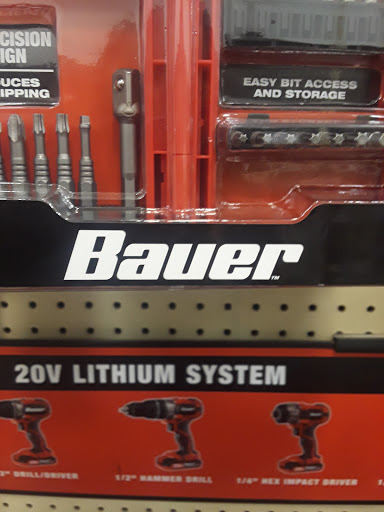 CISION
IGN
UCES
IPPING
EASY BIT ACCESS
AND STORAGE
Bauer
TM
20V LITHIUM SYSTEM
DRILL/DRIVER
1/2" HAMMER DRILL
1/4" HEX IMPACT DRIVER